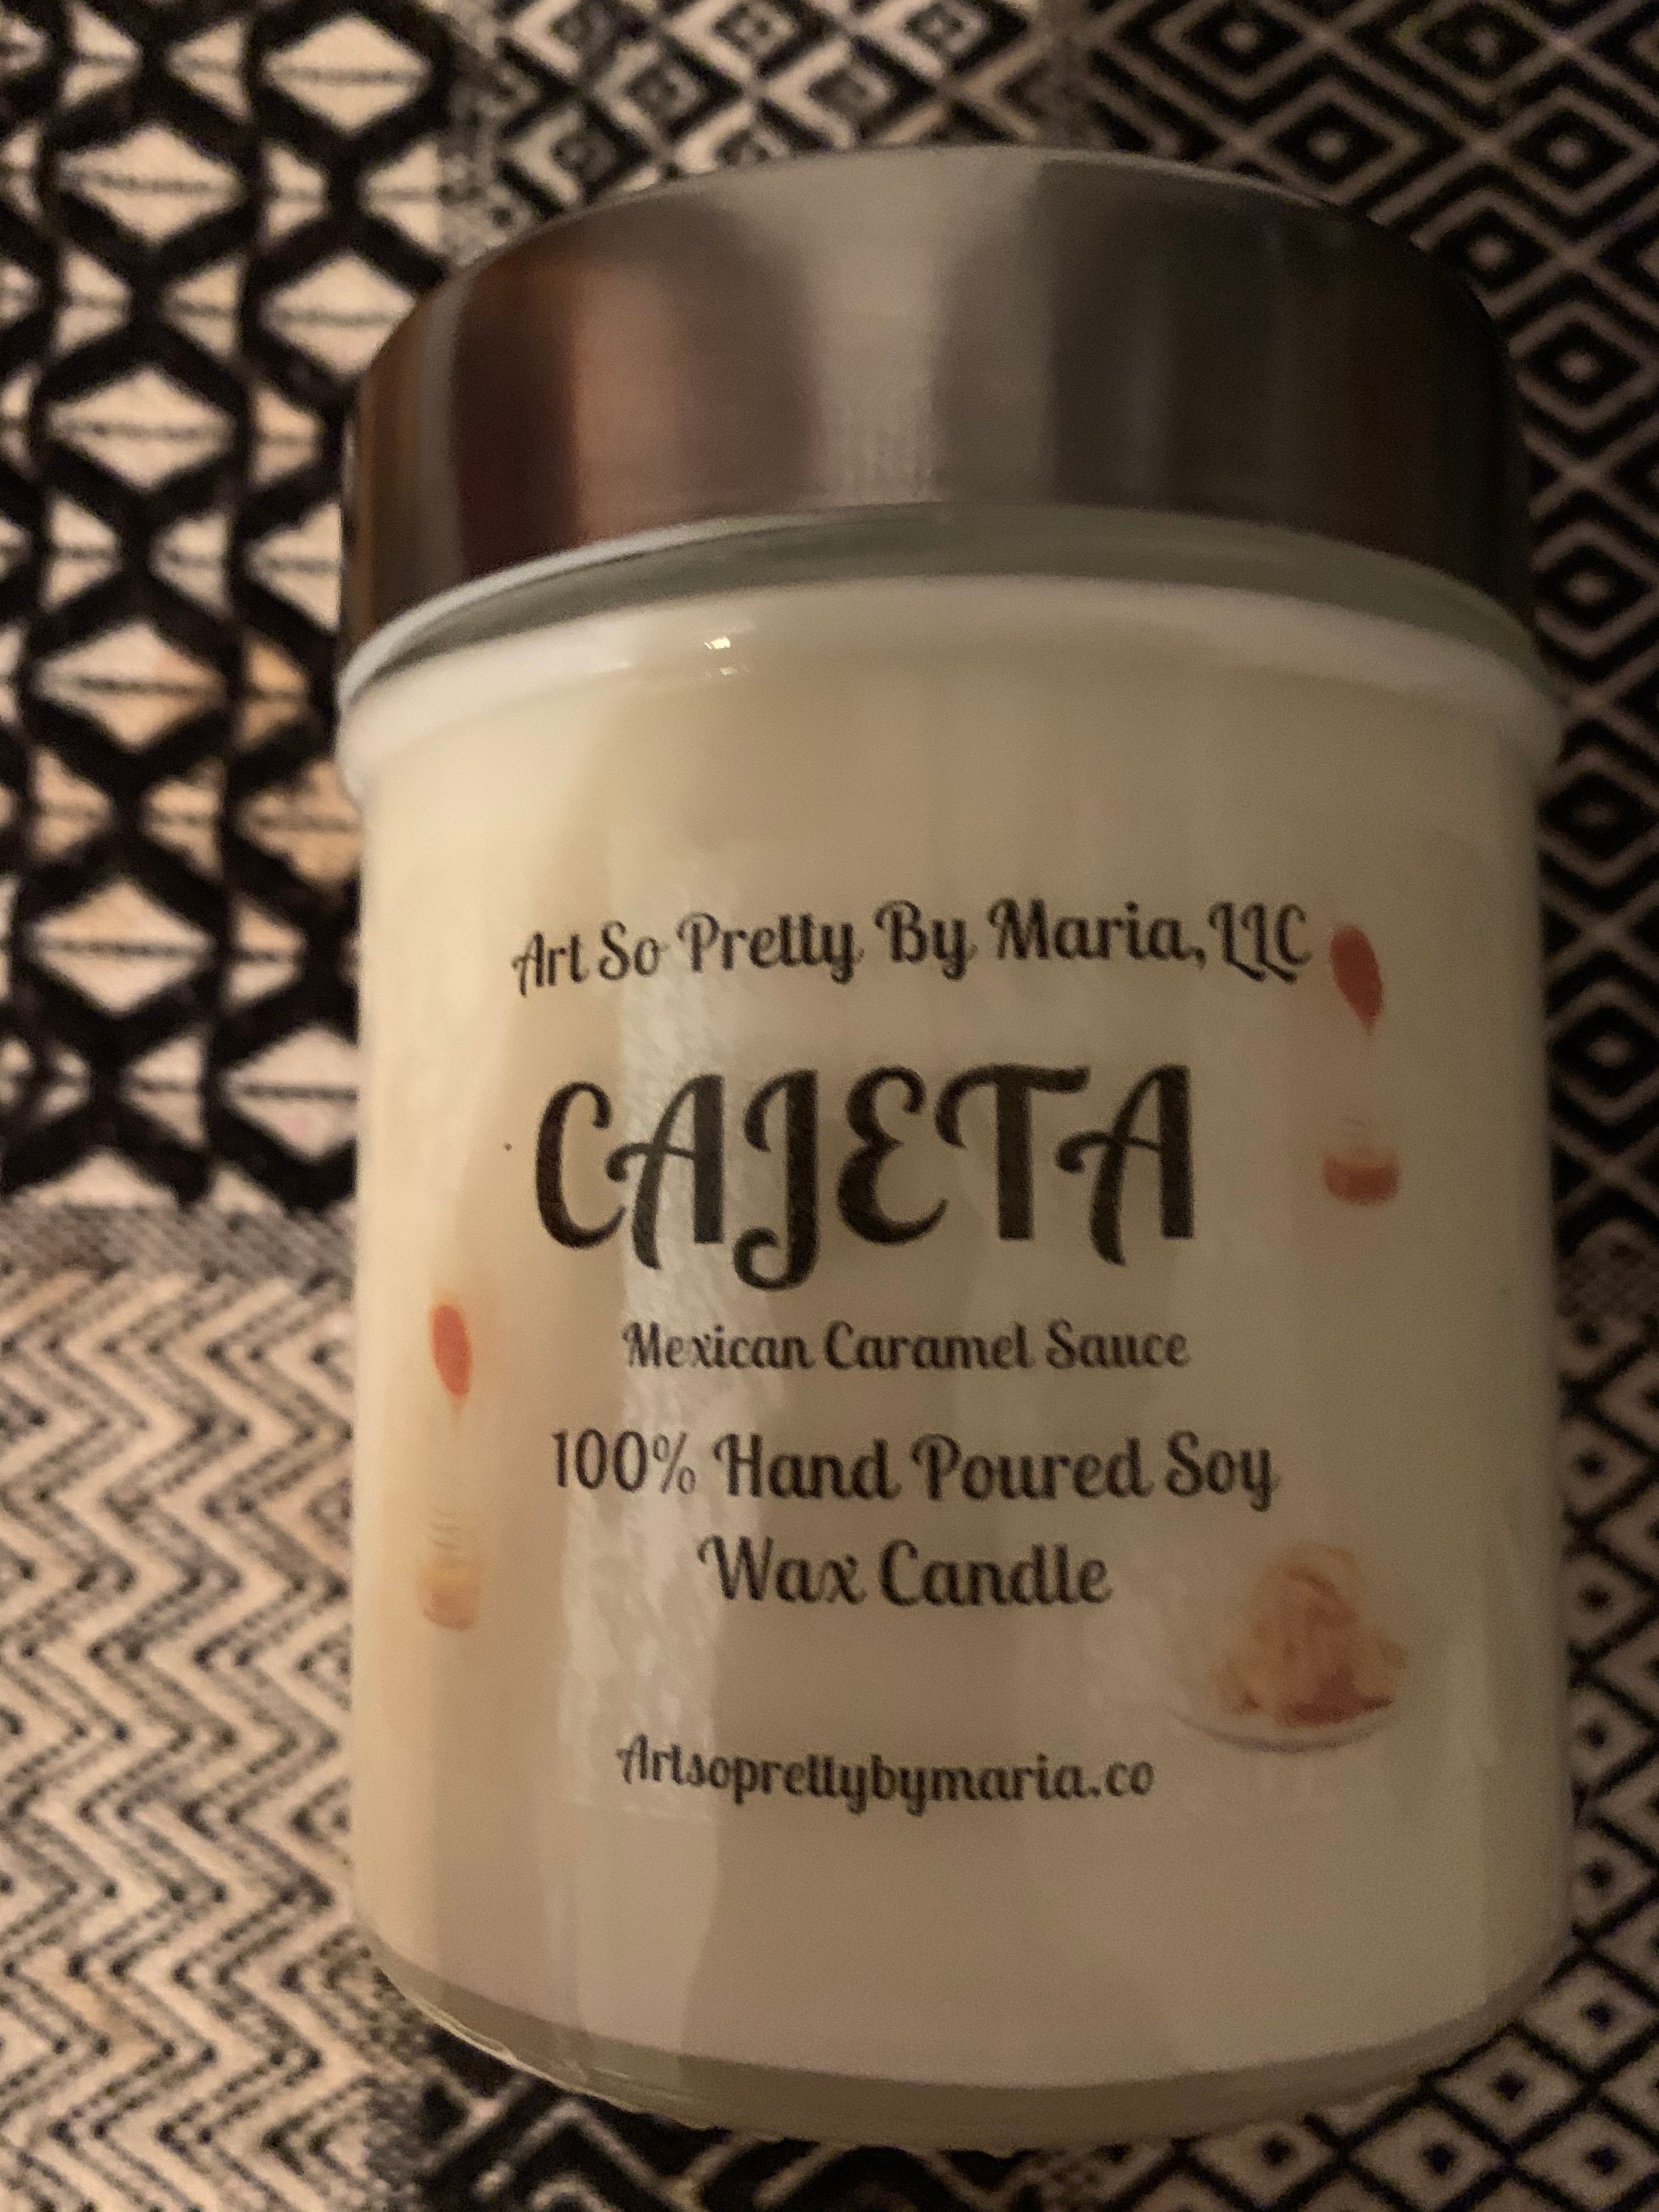 Art So Pretty By Maria, LLC
CAJETA
Mexican Caramel Sauce
100% Hand Poured Soy
Wax Candle
Artsoprettybymaria.co